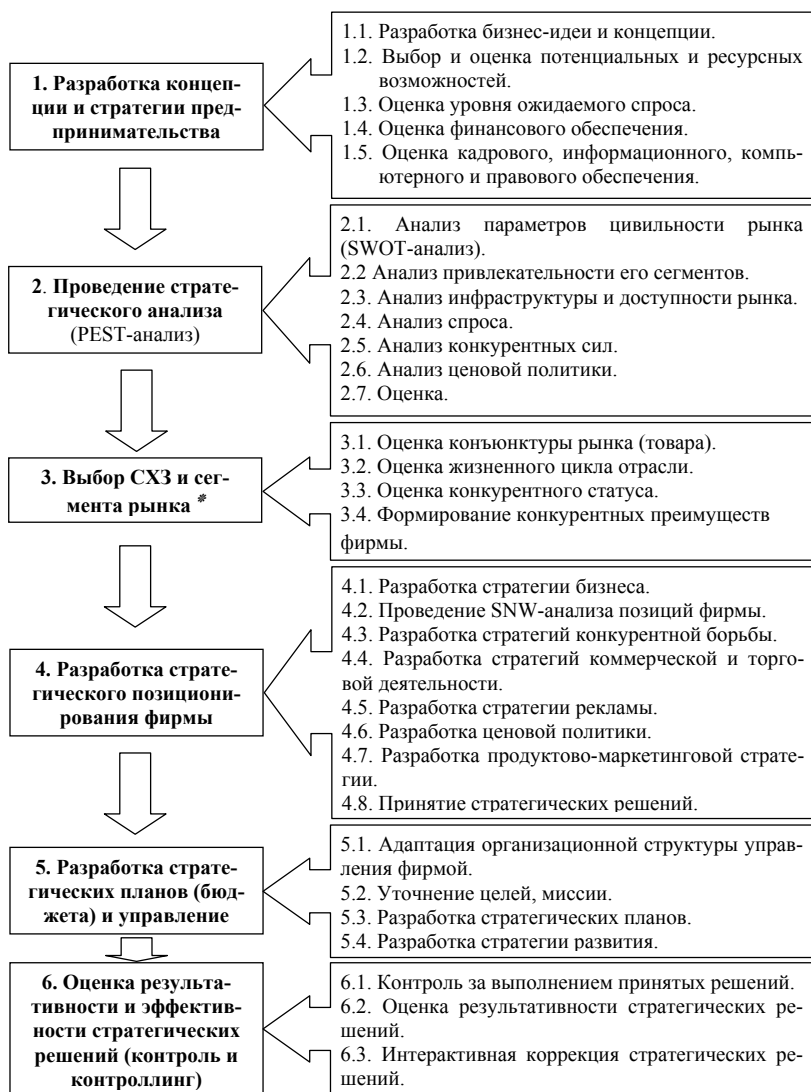 1. Разработка концеп-
ции и стратегии пред-
принимательства
1.1. Разработка бизнес-идеи и концепции.
1.2. Выбор и оценка потенциальных и ресурсных
возможностей.
1.3. Оценка уровня ожидаемого спроса.
1.4. Оценка финансового обеспечения.
1.5. Оценка кадрового, информационного, компь-
ютерного и правового обеспечения.
2. Проведение страте-
гического анализа
(PEST-анализ)
2.1. Анализ параметров цивильности рынка
(SWOT-анализ).
2.2 Анализ привлекательности его сегментов.
2.3. Анализ инфраструктуры и доступности рынка.
2.4. Анализ спроса.
2.5. Анализ конкурентных сил.
2.6. Анализ ценовой политики.
2.7. Оценка.
3. Выбор СХЗ и сег-
мента рынка *
3.1. Оценка конъюнктуры рынка (товара).
3.2. Оценка жизненного цикла отрасли.
3.3. Оценка конкурентного статуса.
3.4. Формирование конкурентных преимуществ
фирмы.
4. Разработка страте-
гического позициони-
рования фирмы
4.1. Разработка стратегии бизнеса.
4.2. Проведение SNW-анализа позиций фирмы.
4.3. Разработка стратегий конкурентной борьбы.
4.4. Разработка стратегий коммерческой и торго-
вой деятельности.
4.5. Разработка стратегии рекламы.
4.6. Разработка ценовой политики.
4.7. Разработка продуктово-маркетинговой страте-
гии.
4.8. Принятие стратегических решений.
5. Разработка страте-
гических планов (бюд-
жета) и управление
5.1. Адаптация организационной структуры управ-
ления фирмой.
5.2. Уточнение целей, миссии.
5.3. Разработка стратегических планов.
5.4. Разработка стратегии развития.
6. Оценка результа-
тивности и эффектив-
ности стратегических
решений (контроль и
контроллинг)
6.1. Контроль за выполнением принятых решений.
6.2. Оценка результативности стратегических ре-
шений.
6.3. Интерактивная коррекция стратегических ре-
шений.